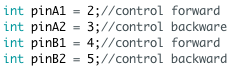 int pinA1 = 2;//control forward
int pinA2 = 3;//control backware
int pinB1 = 4;//control forward
int pinB2 = 5;//control backward